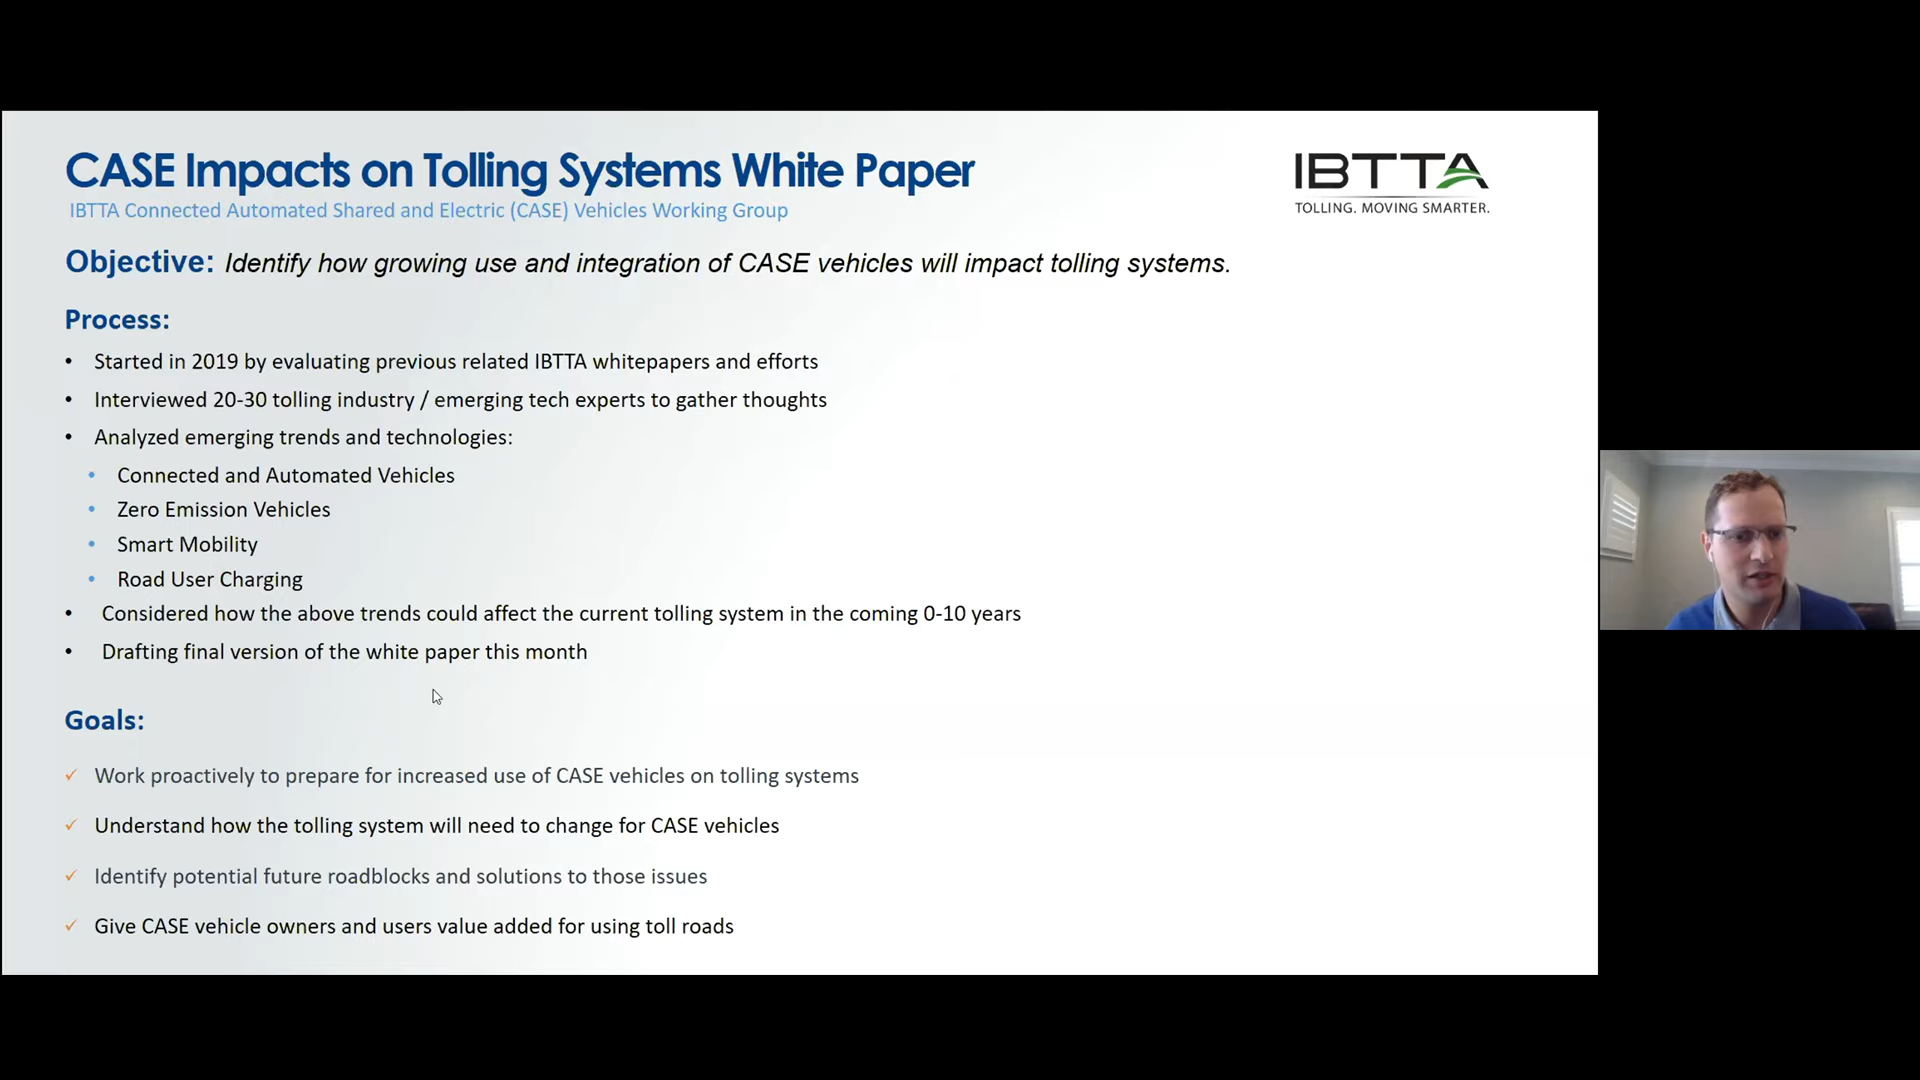 CASE Impacts on Tolling Systems White Paper
IBTTA Connected Automated Shared and Electric (CASE) Vehicles Working Group
IBTTA
TOLLING. MOVING SMARTER.
Objective: Identify how growing use and integration of CASE vehicles will impact tolling systems.
Process:
• Started in 2019 by evaluating previous related IBTTA whitepapers and efforts
• Interviewed 20-30 tolling industry / emerging tech experts to gather thoughts
• Analyzed emerging trends and technologies:
• Connected and Automated Vehicles
• Zero Emission Vehicles
• Smart Mobility
• Road User Charging
• Considered how the above trends could affect the current tolling system in the coming 0-10 years
• Drafting final version of the white paper this month
Goals:
✓ Work proactively to prepare for increased use of CASE vehicles on tolling systems
✓ Understand how the tolling system will need to change for CASE vehicles
✓ Identify potential future roadblocks and solutions to those issues
✓ Give CASE vehicle owners and users value added for using toll roads